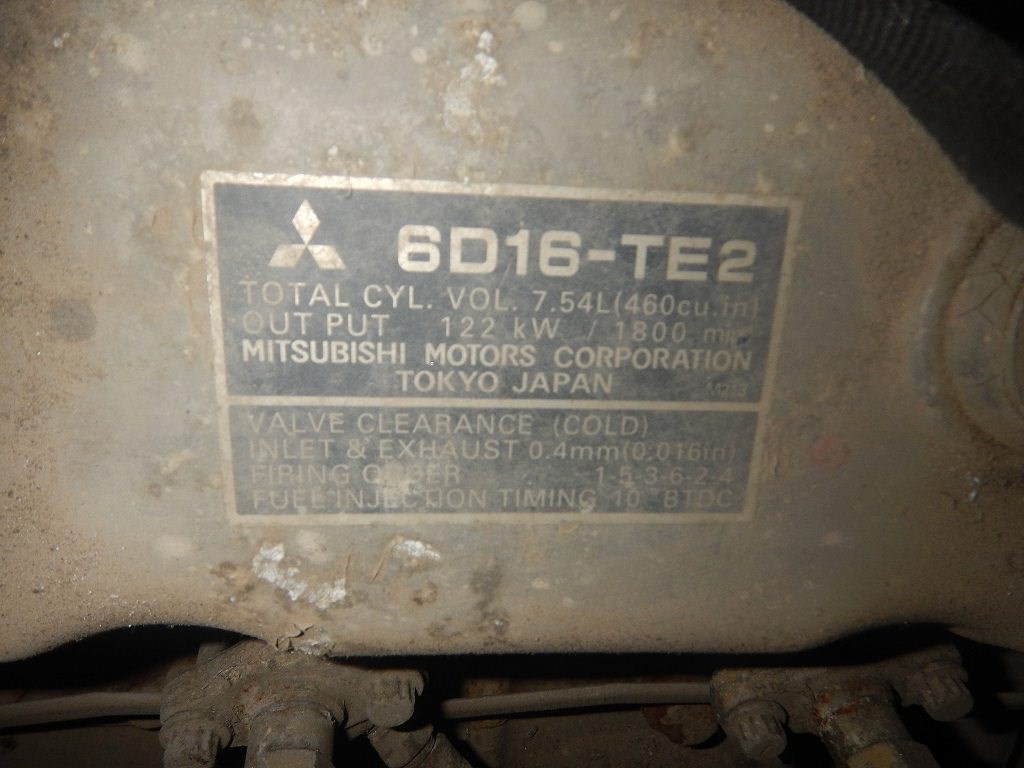 6D16-TE2
TOTAL CYL. VOL. 7.54L(460cu.in)
OUT PUT 122 kW / 1800 min
MITSUBISHI MOTORS CORPORATION
TOKYO JAPAN
VALVE CLEARANCE (COLD)
INLET & EXHAUST 0.4mm(0.016in)
FIRING ORDER 1-5-3-6-2-4
FUEL INJECTION TIMING 10° BTDC